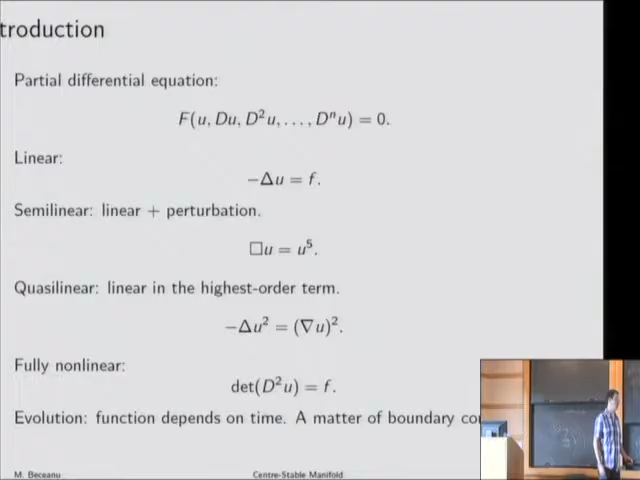 troduction
Partial differential equation:
F(u, Du, D²u, . . . , Dⁿu) = 0.
Linear:
−Δu = f.
Semilinear: linear + perturbation.
□u = u⁵.
Quasilinear: linear in the highest-order term.
−Δu² = (∇u)².
Fully nonlinear:
det(D²u) = f.
Evolution: function depends on time. A matter of boundary co
M. Beceanu
Centre-Stable Manifold